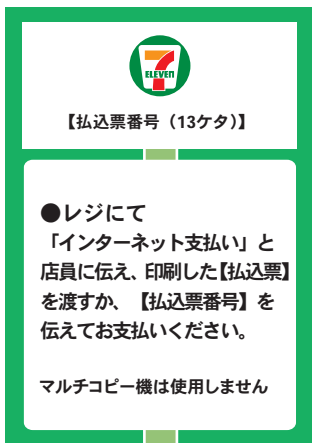 7
ELEVEn
【払込票番号（13ケタ）】
●レジにて
「インターネット支払い」と
店員に伝え、印刷した【払込票】
を渡すか、【払込票番号】を
伝えてお支払いください。
マルチコピー機は使用しません